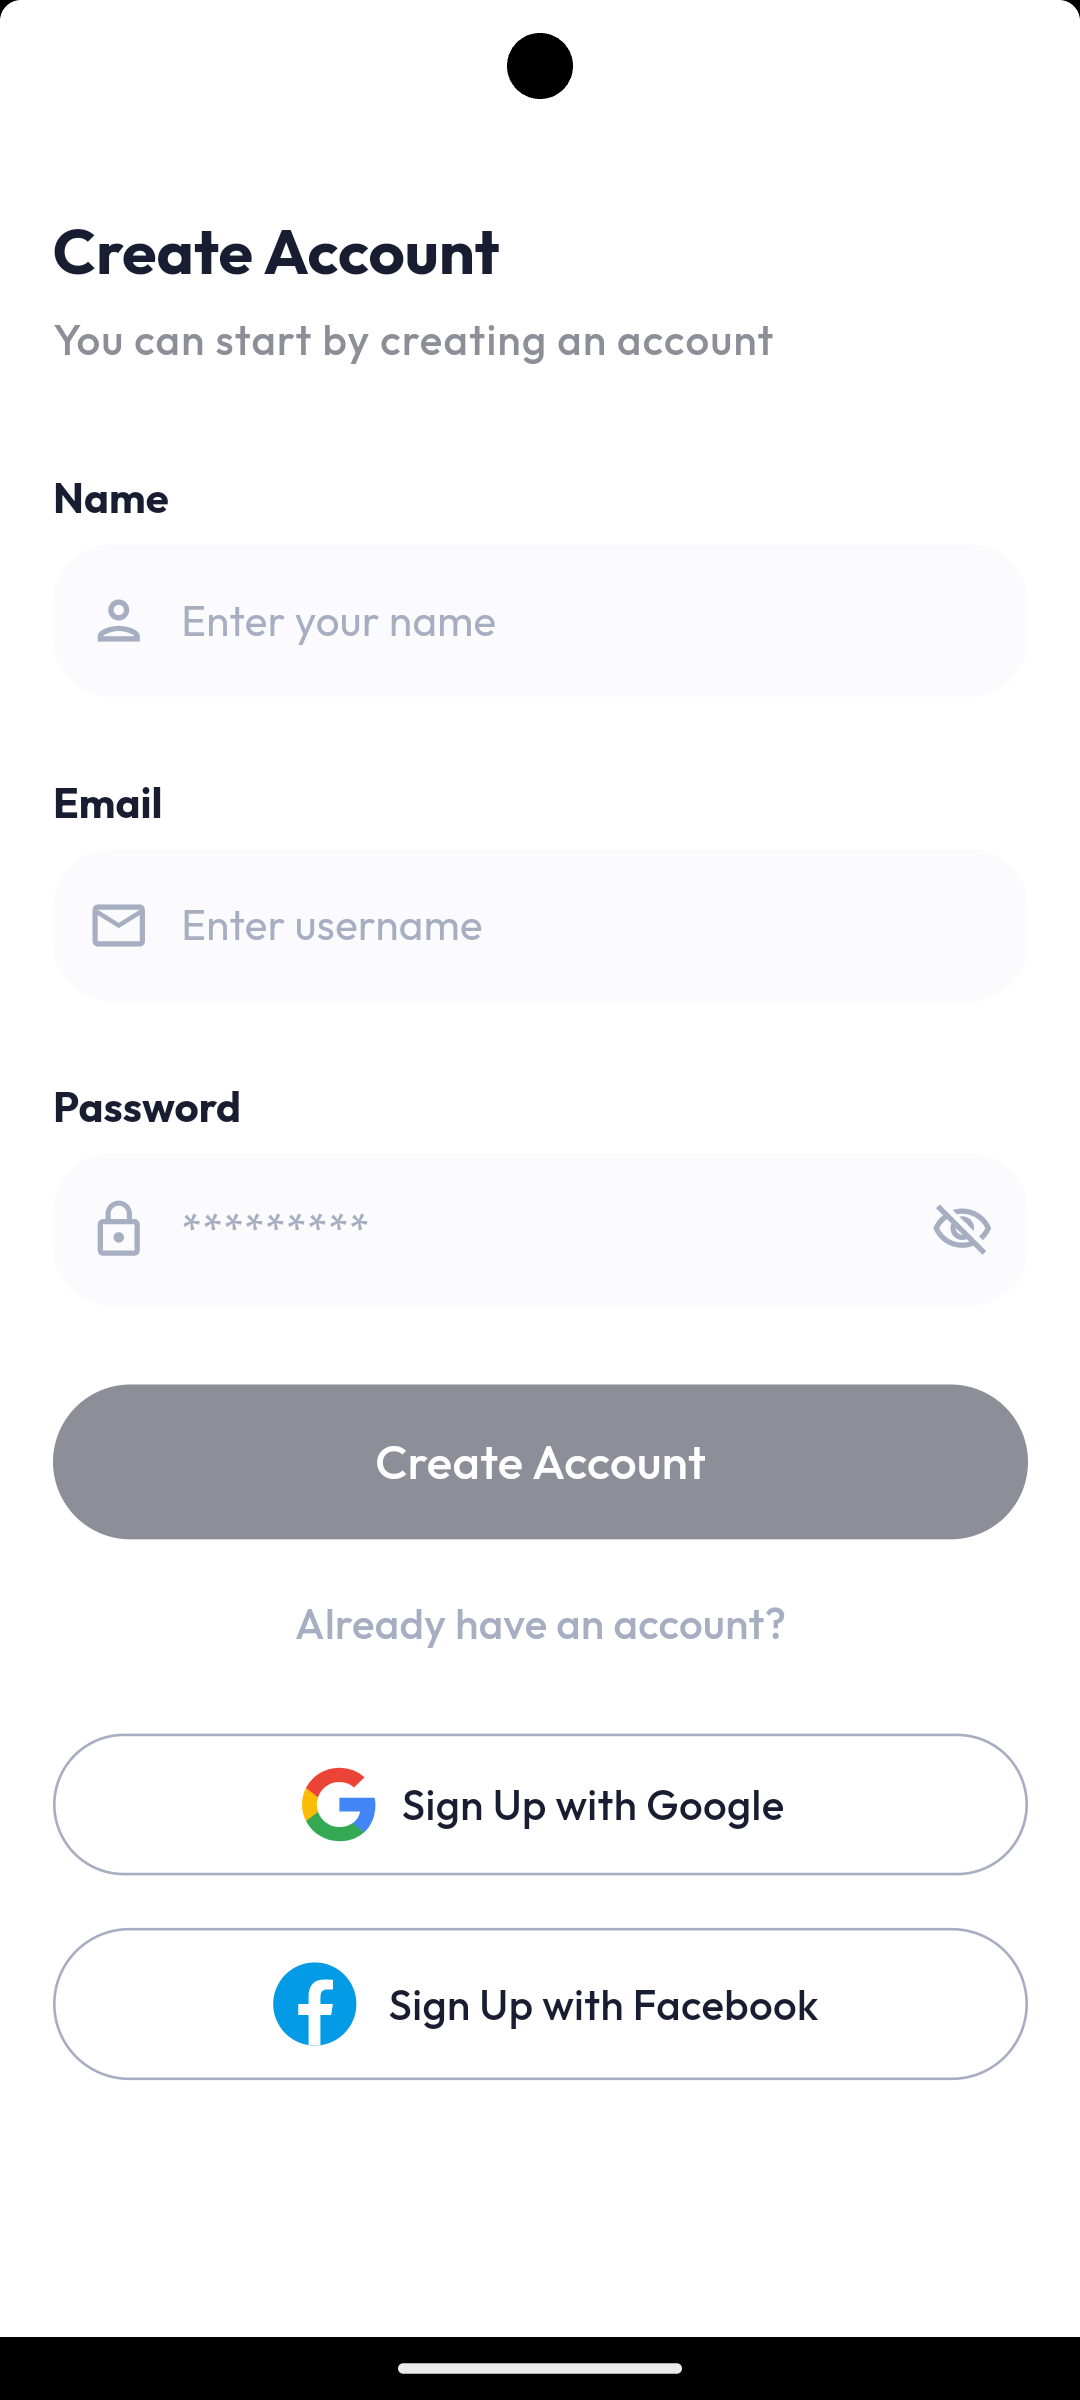 Create Account
You can start by creating an account
Name
Enter your name
Email
Enter username
Password
*********
Create Account
Already have an account?
Sign Up with Google
Sign Up with Facebook